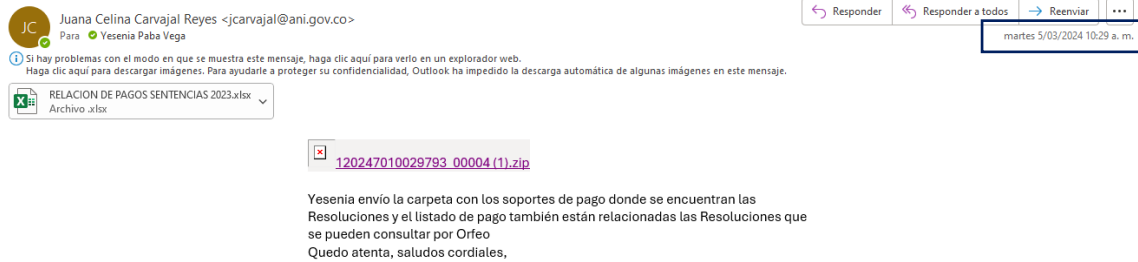 Responder
Responder a todos
Reenviar
JC
Juana Celina Carvajal Reyes <jcarvajal@ani.gov.co>
Para Yesenia Paba Vega
martes 5/03/2024 10:29 a. m.
Si hay problemas con el modo en que se muestra este mensaje, haga clic aquí para verlo en un explorador web.
Haga clic aquí para descargar imágenes. Para ayudarle a proteger su confidencialidad, Outlook ha impedido la descarga automática de algunas imágenes en este mensaje.
RELACION DE PAGOS SENTENCIAS 2023.xlsx
Archivo .xlsx
120247010029793_00004 (1).zip
Yesenia envío la carpeta con los soportes de pago donde se encuentran las
Resoluciones y el listado de pago también están relacionadas las Resoluciones que
se pueden consultar por Orfeo
Quedo atenta, saludos cordiales,